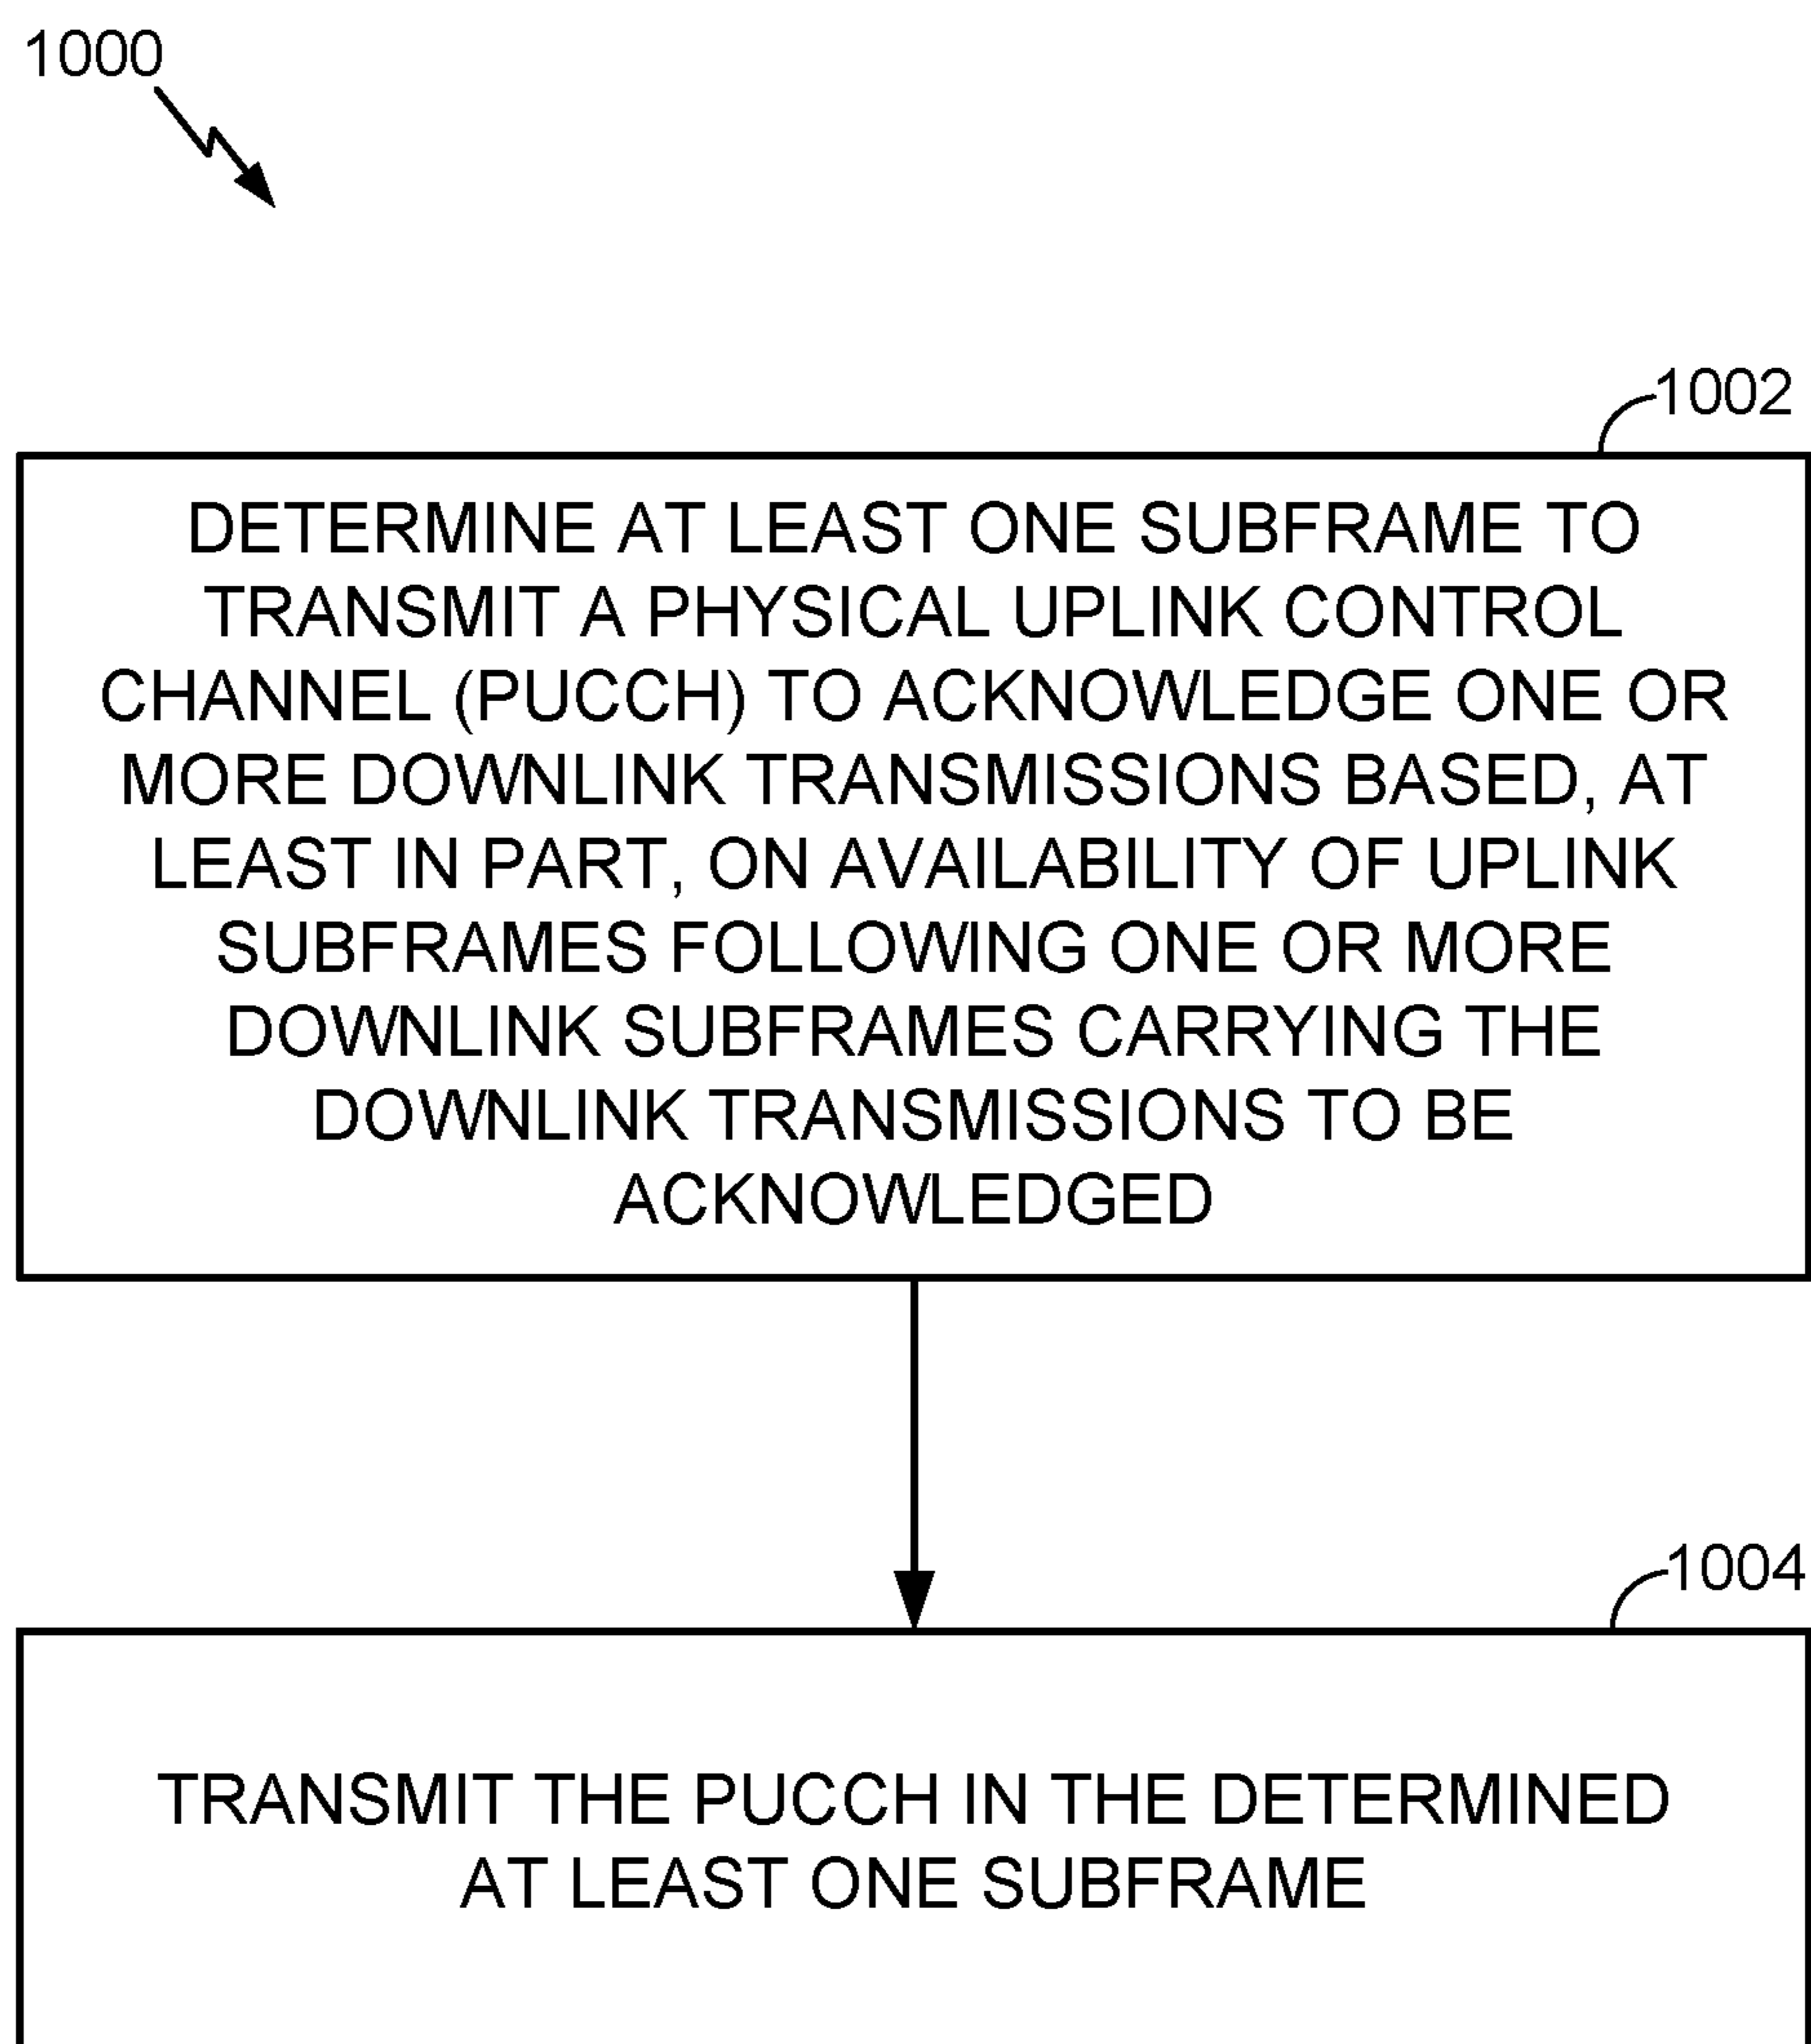 1000
1002
DETERMINE AT LEAST ONE SUBFRAME TO
TRANSMIT A PHYSICAL UPLINK CONTROL
CHANNEL (PUCCH) TO ACKNOWLEDGE ONE OR
MORE DOWNLINK TRANSMISSIONS BASED, AT
LEAST IN PART, ON AVAILABILITY OF UPLINK
SUBFRAMES FOLLOWING ONE OR MORE
DOWNLINK SUBFRAMES CARRYING THE
DOWNLINK TRANSMISSIONS TO BE
ACKNOWLEDGED
1004
TRANSMIT THE PUCCH IN THE DETERMINED
AT LEAST ONE SUBFRAME